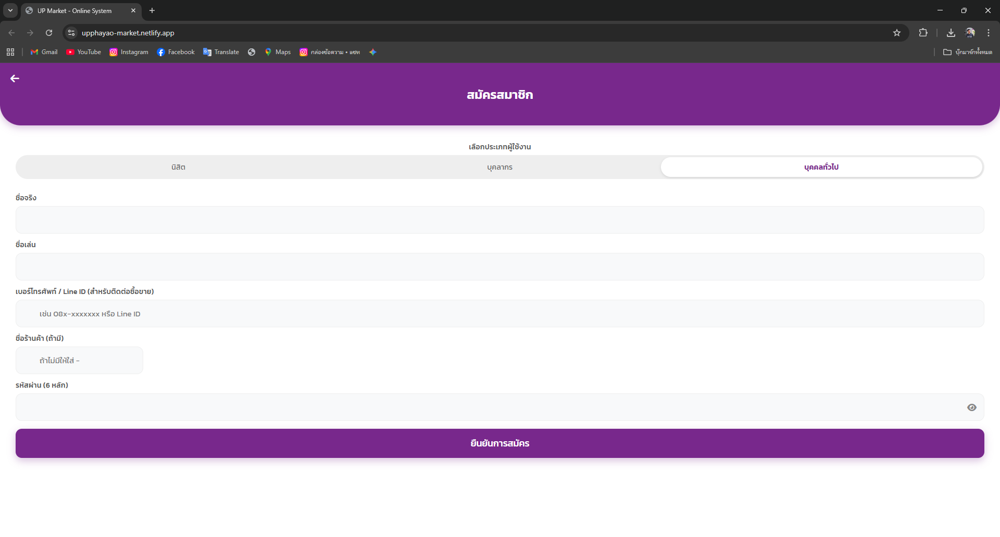 UP Market - Online System
upphayao-market.netlify.app
Gmail YouTube Instagram Facebook Translate Maps กล่องข้อความ • แชท บุ๊กมาร์กทั้งหมด
สมัครสมาชิก
เลือกประเภทผู้ใช้งาน
นิสิต บุคลากร บุคคลทั่วไป
ชื่อจริง
ชื่อเล่น
เบอร์โทรศัพท์ / Line ID (สำหรับติดต่อซื้อขาย)
เช่น 08x-xxxxxxx หรือ Line ID
ชื่อร้านค้า (ถ้ามี)
ถ้าไม่มีให้ใส่ -
รหัสผ่าน (6 หลัก)
ยืนยันการสมัคร